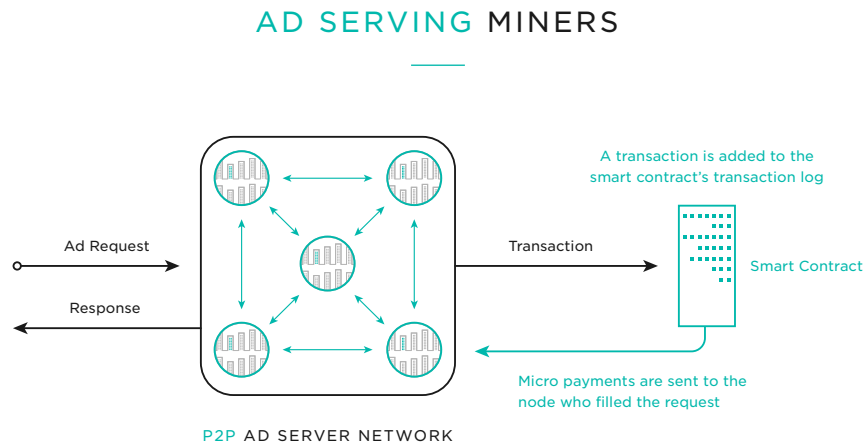 AD SERVING MINERS
A transaction is added to the
smart contract's transaction log
Ad Request
Transaction
Smart Contract
Response
Micro payments are sent to the
node who filled the request
P2P AD SERVER NETWORK